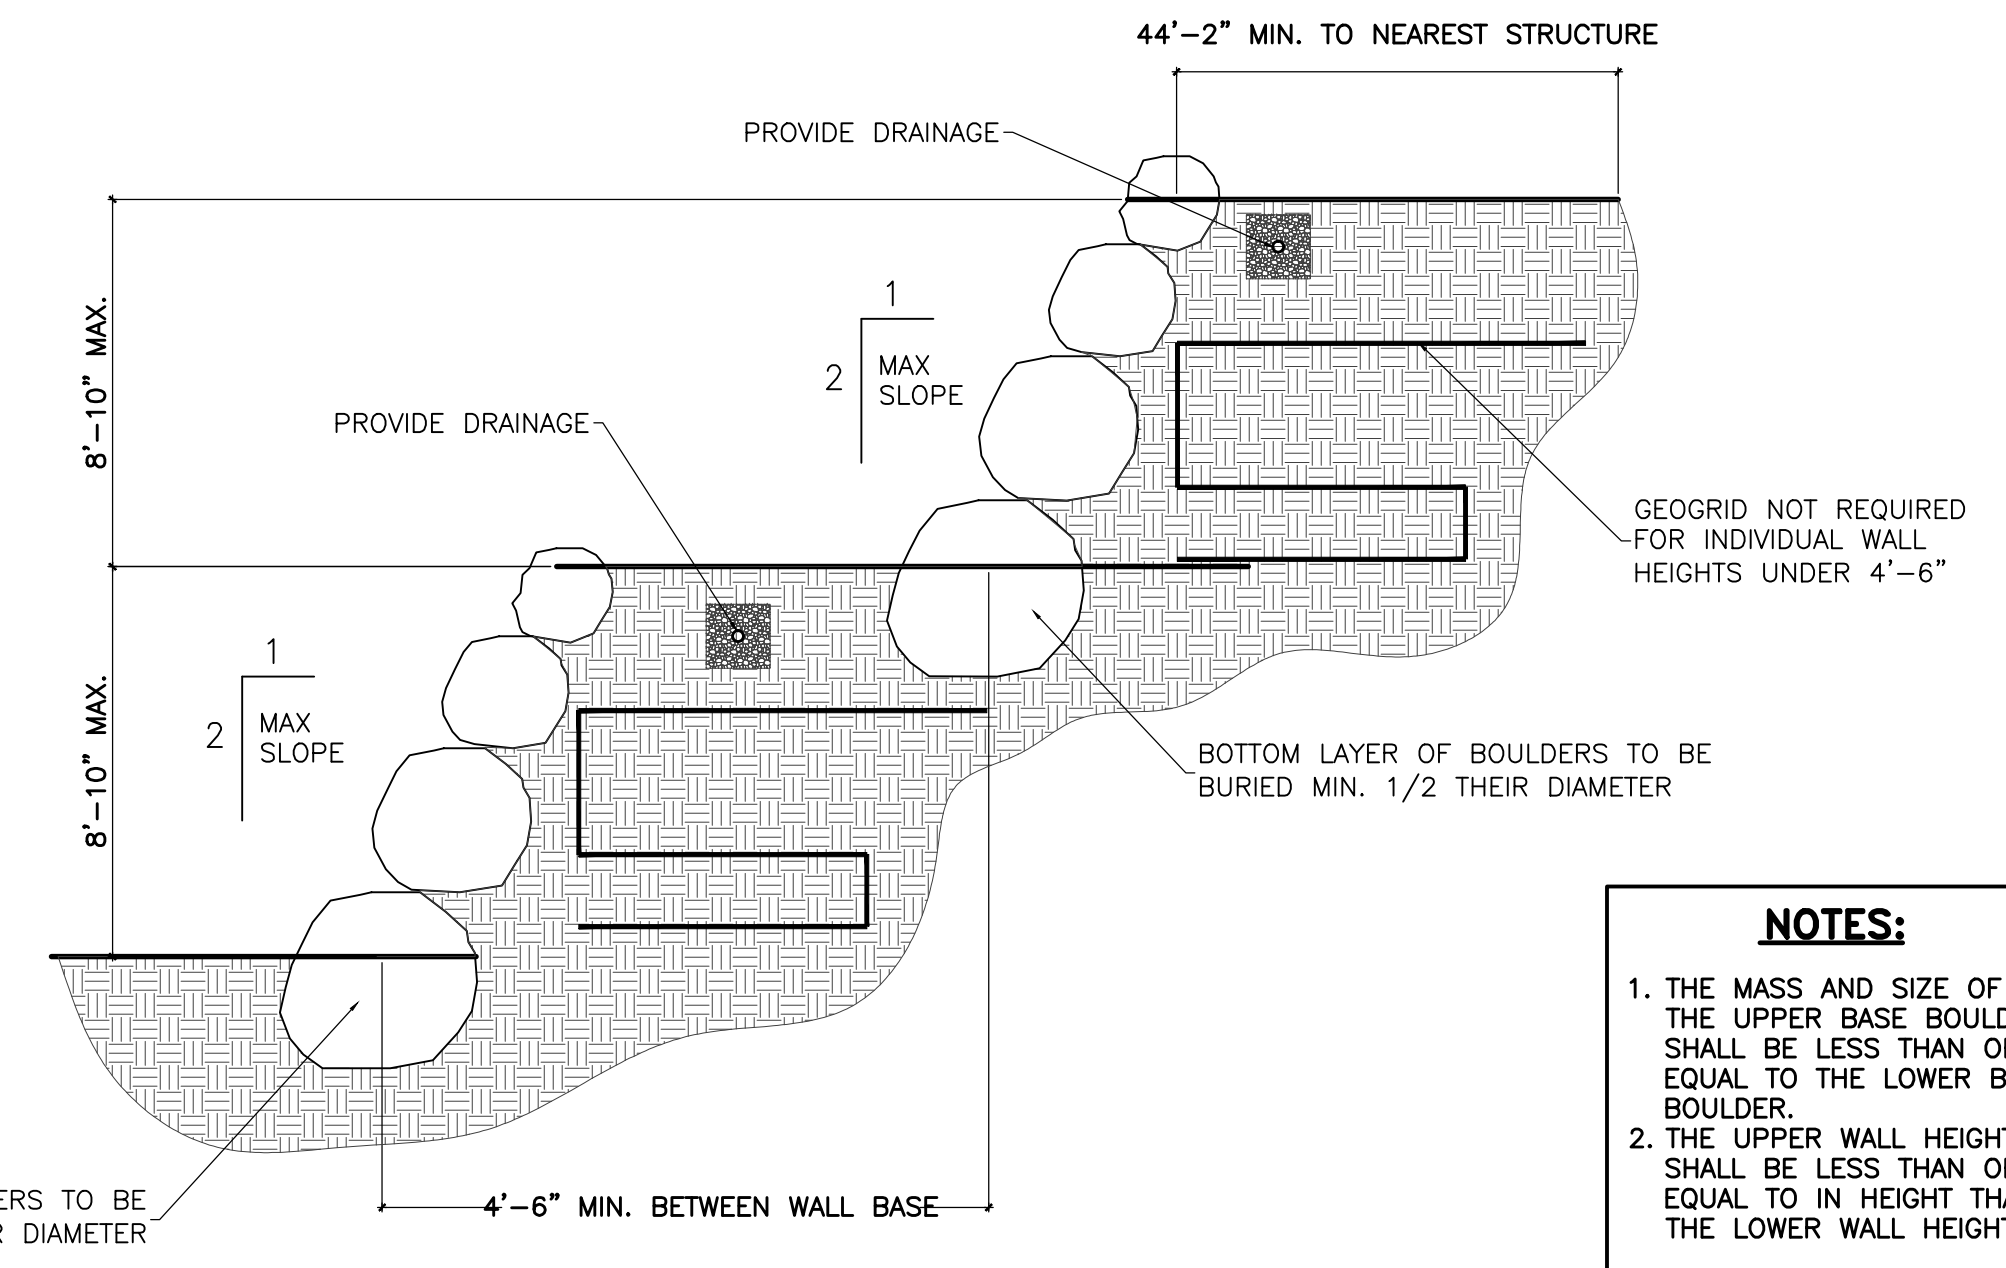 44'-2" MIN. TO NEAREST STRUCTURE
PROVIDE DRAINAGE
8'-10" MAX.
1
2
MAX
SLOPE
PROVIDE DRAINAGE
GEOGRID NOT REQUIRED
FOR INDIVIDUAL WALL
HEIGHTS UNDER 4'-6"
8'-10" MAX.
1
2
MAX
SLOPE
BOTTOM LAYER OF BOULDERS TO BE
BURIED MIN. 1/2 THEIR DIAMETER
TO BE
DIAMETER
4'-6" MIN. BETWEEN WALL BASE
NOTES:
1. THE MASS AND SIZE OF
THE UPPER BASE
SHALL BE LESS THAN
EQUAL TO THE LOWER
BOULDER.
2. THE UPPER WALL HEIGHT
SHALL BE LESS THAN
EQUAL TO IN HEIGHT
THE LOWER WALL HEIGHT